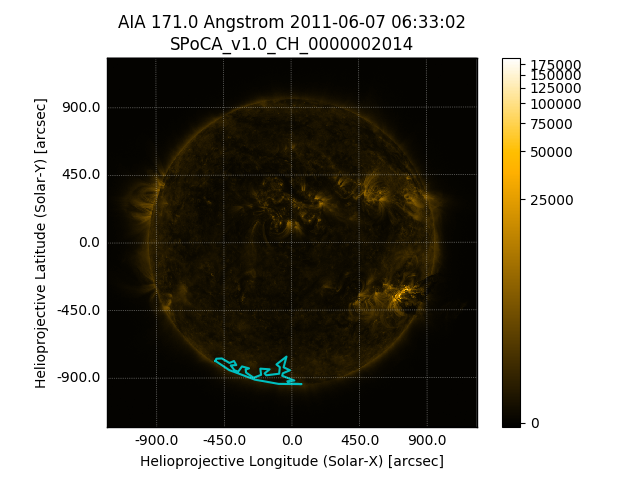 AIA 171.0 Angstrom 2011-06-07 06:33:02
SPoCA_v1.0_CH_0000002014
Helioprojective Latitude (Solar-Y) [arcsec]
900.0
450.0
0.0
-450.0
-900.0
-900.0 -450.0 0.0 450.0 900.0
Helioprojective Longitude (Solar-X) [arcsec]
175000
150000
125000
100000
75000
50000
25000
0